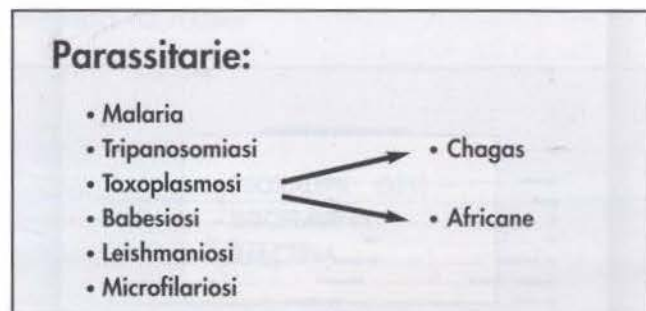 Parassitarie:
• Malaria
• Tripanosomiasi • Chagas
• Toxoplasmosi
• Babesiosi • Africane
• Leishmaniosi
• Microfilariosi